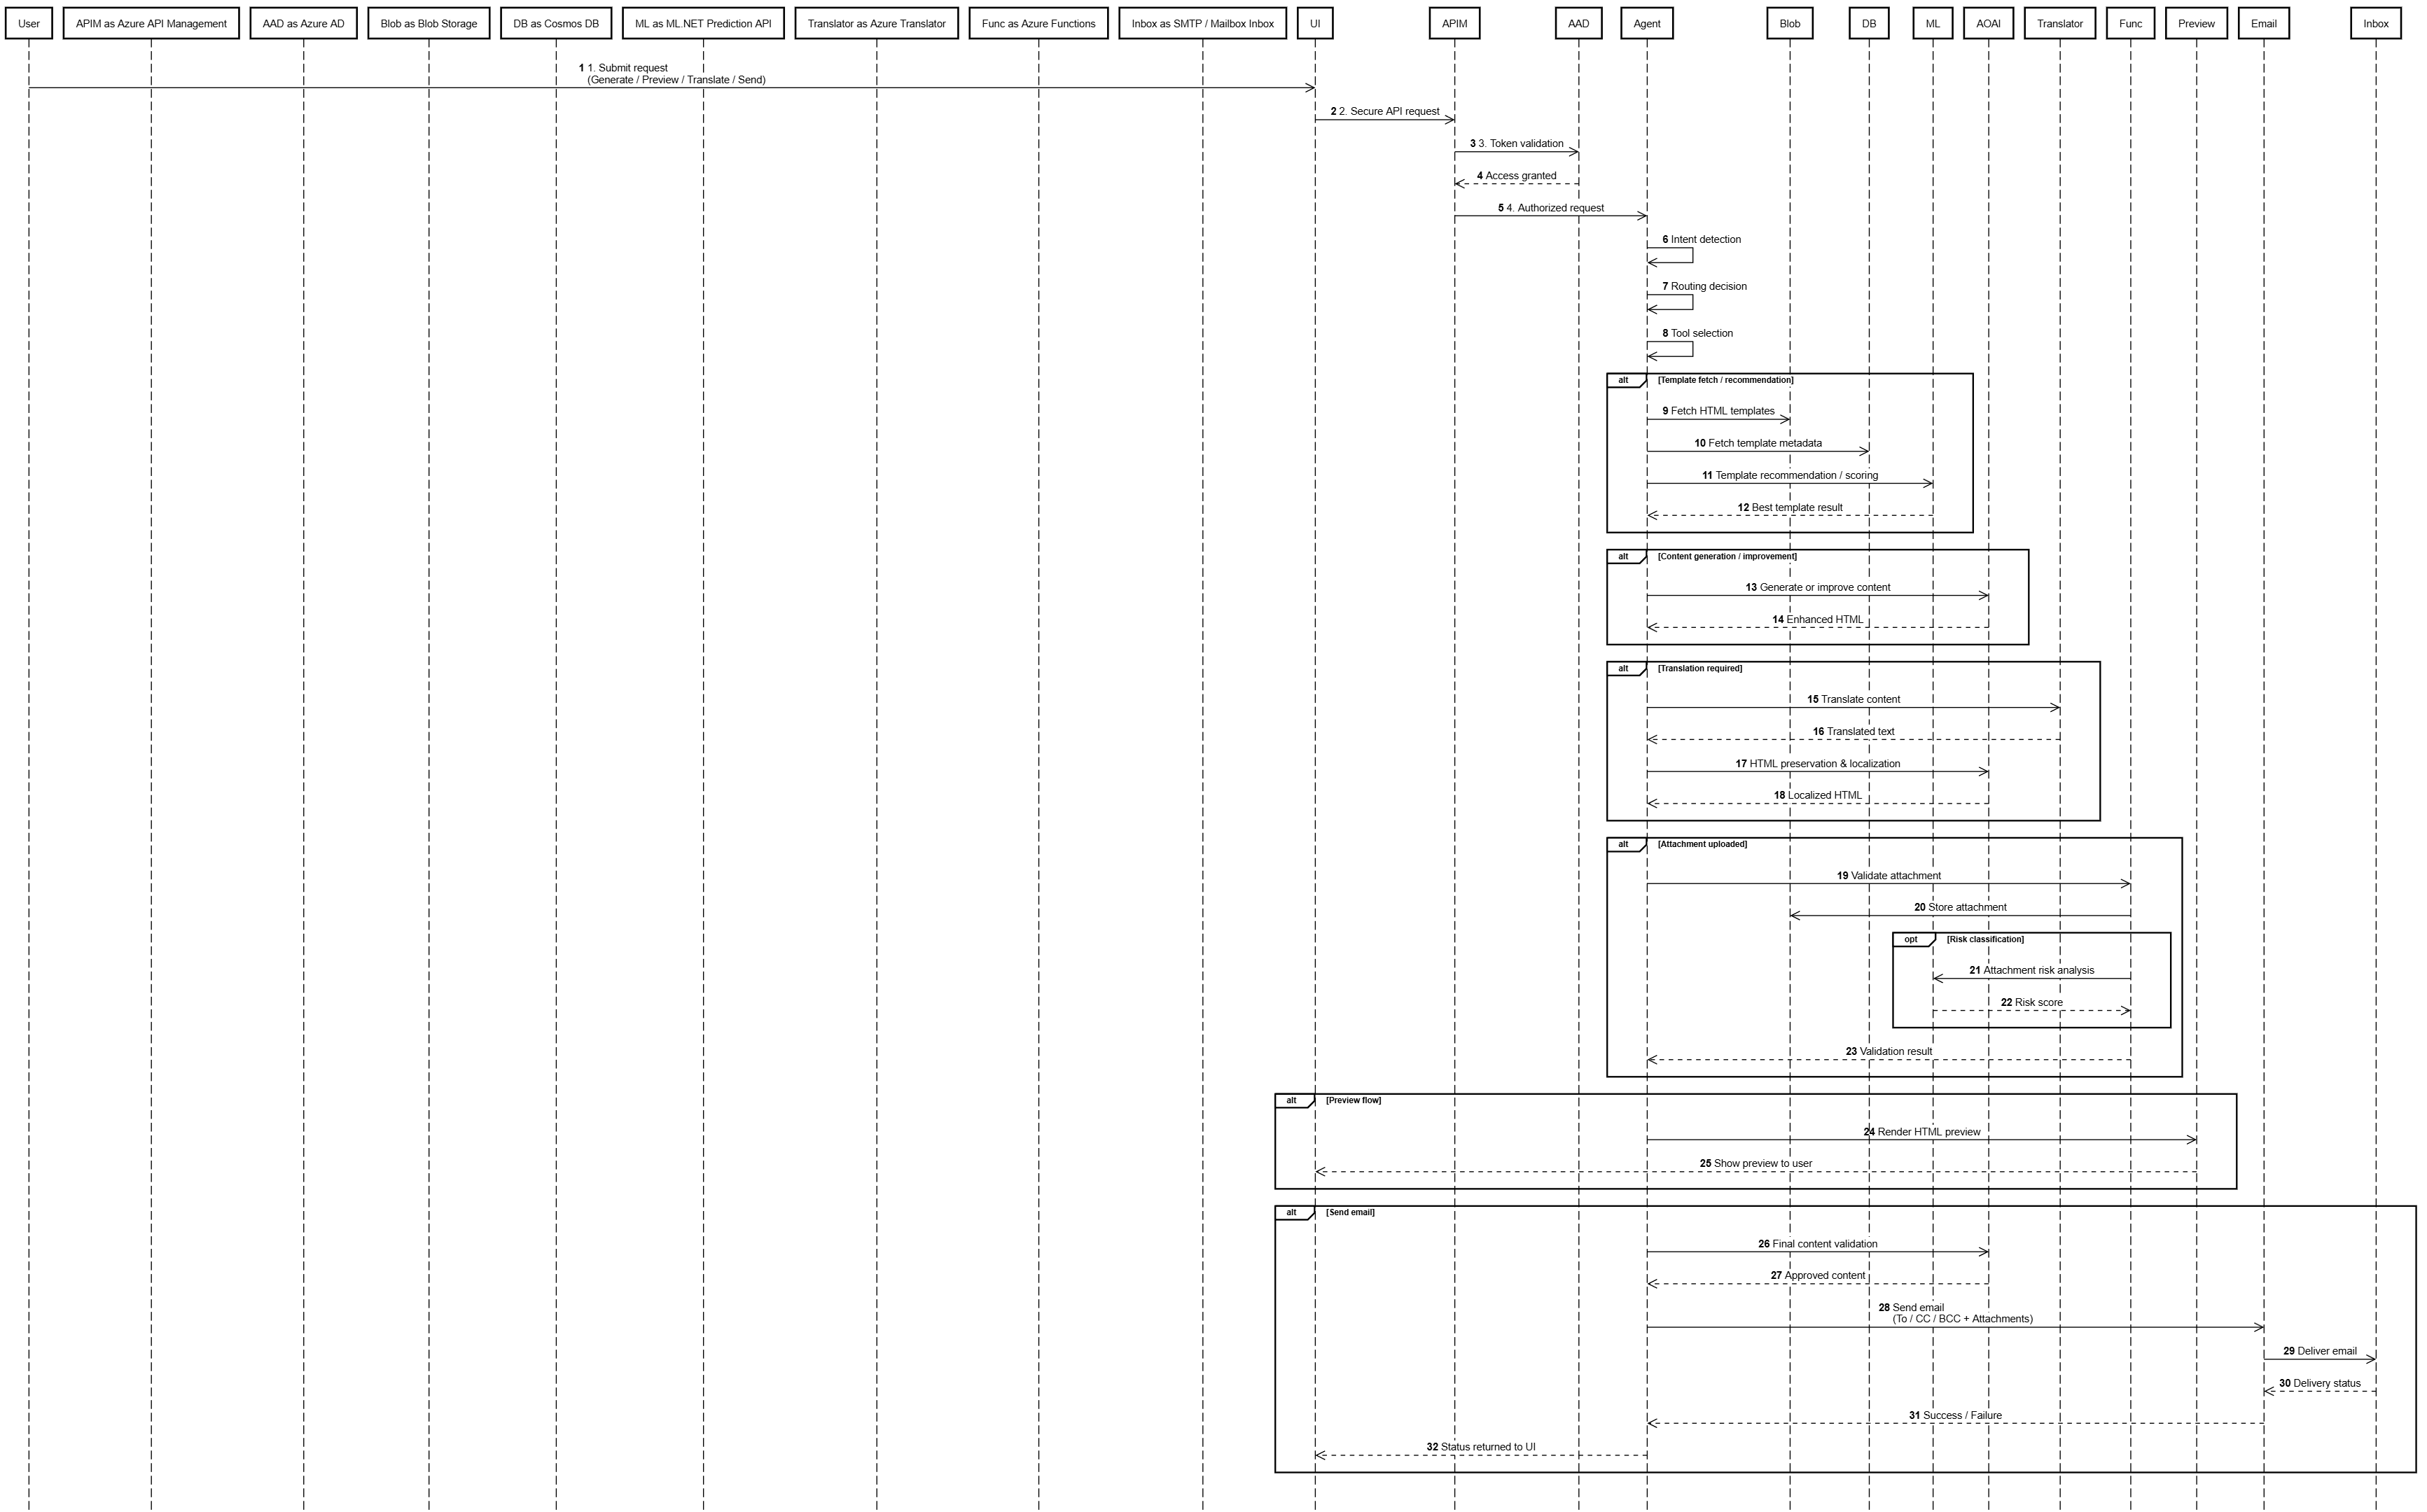 User
APIM as Azure API Management
AAD as Azure AD
Blob as Blob Storage
DB as Cosmos DB
ML as ML.NET Prediction API
Translator as Azure Translator
Func as Azure Functions
Inbox as SMTP / Mailbox Inbox
UI
APIM
AAD
Agent
Blob
DB
ML
AOAI
Translator
Func
Preview
Email
Inbox
1 1. Submit request
(Generate / Preview / Translate / Send)
2 2. Secure API request
3 3. Token validation
4 Access granted
5 4. Authorized request
6 Intent detection
7 Routing decision
8 Tool selection
alt [Template fetch / recommendation]
9 Fetch HTML templates
10 Fetch template metadata
11 Template recommendation / scoring
12 Best template result
alt [Content generation / improvement]
13 Generate or improve content
14 Enhanced HTML
alt [Translation required]
15 Translate content
16 Translated text
17 HTML preservation & localization
18 Localized HTML
alt [Attachment uploaded]
19 Validate attachment
20 Store attachment
opt [Risk classification]
21 Attachment risk analysis
22 Risk score
23 Validation result
alt [Preview flow]
24 Render HTML preview
25 Show preview to user
alt [Send email]
26 Final content validation
27 Approved content
28 Send email
(To / CC / BCC + Attachments)
29 Deliver email
30 Delivery status
31 Success / Failure
32 Status returned to UI